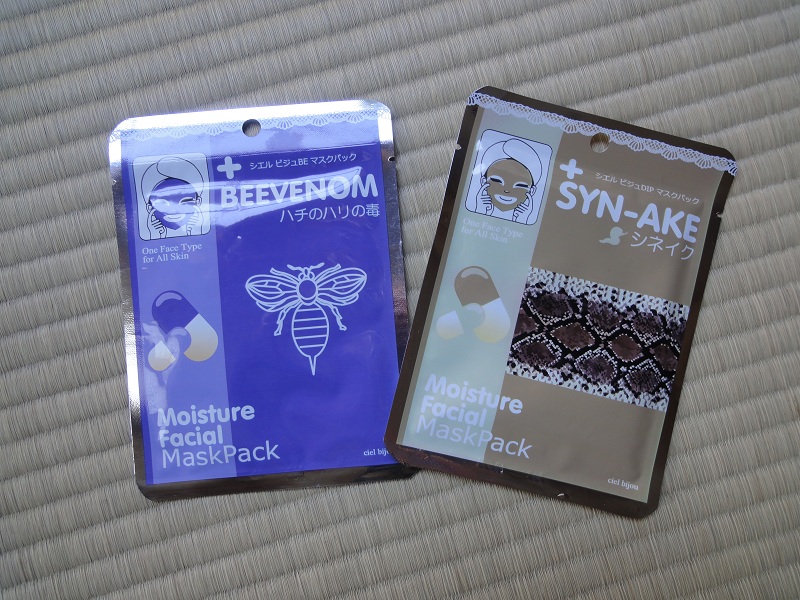 シエル ビジュBE マスクパック
BEEVENOM
ハチのハリの毒
One Face Type
for All Skin
Moisture
Facial
MaskPack
ciel bijou
シエル ビジュDIP マスクパック
SYN-AKE
シネイク
One Face Type
for All Skin
Moisture
Facial
MaskPack
ciel bijou